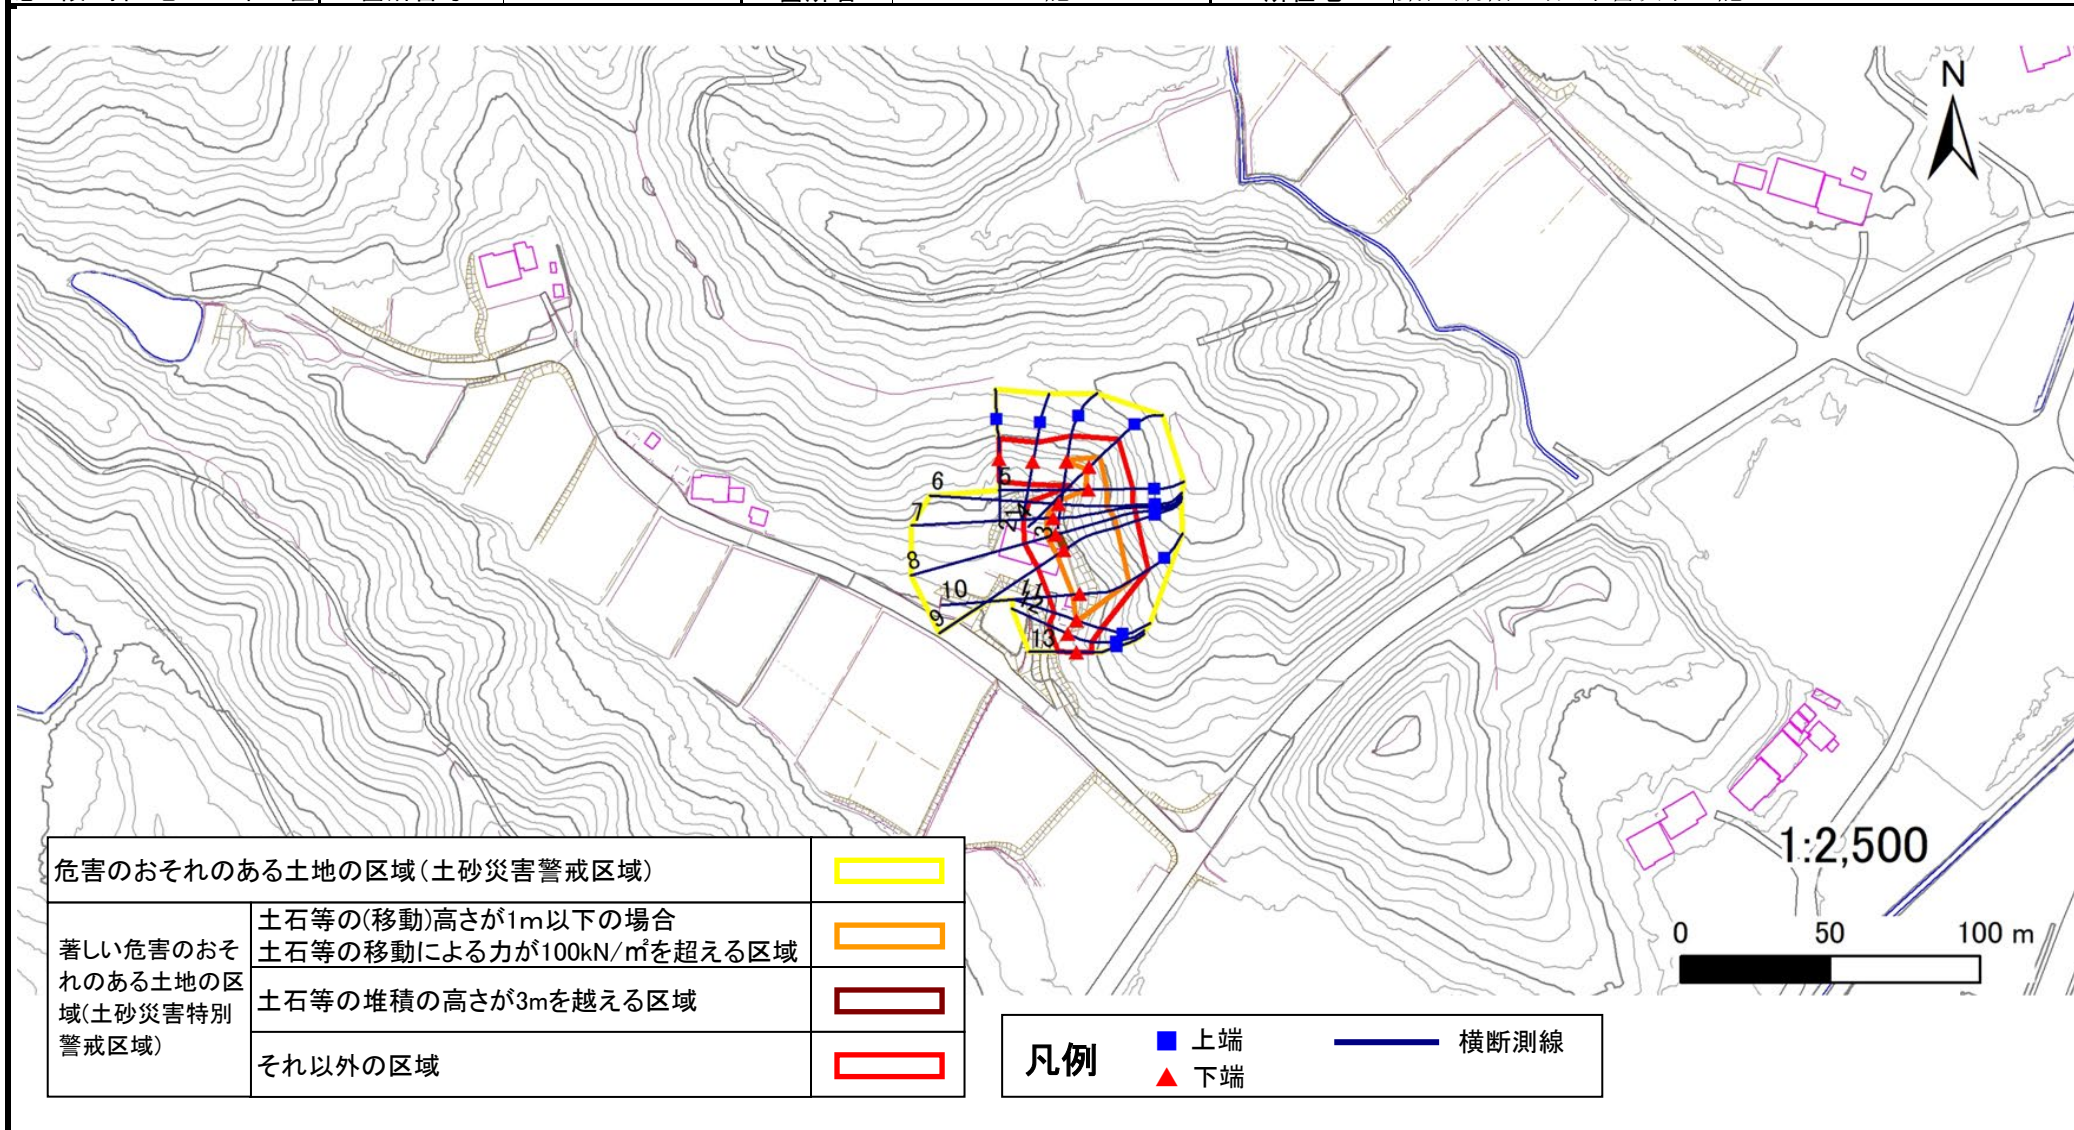 N
6
5
7
21
4
3
8
10
11
12
9
13
1:2,500
0 50 100 m
危害のおそれのある土地の区域(土砂災害警戒区域)
著しい危害のおそ
れのある土地の区
域(土砂災害特別
警戒区域)
土石等の(移動)高さが1m以下の場合
土石等の移動による力が100kN/㎡を超える区域
土石等の堆積の高さが3mを越える区域
それ以外の区域
凡例
上端
下端
横断測線